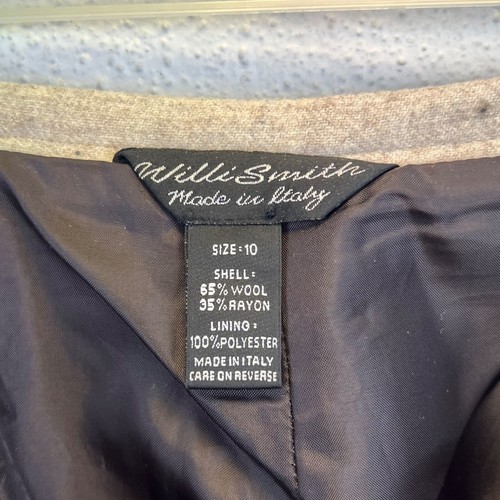 WilliSmith
Made in Italy
SIZE: 10
SHELL:
65% WOOL
35% RAYON
LINING:
100% POLYESTER
MADE IN ITALY
CARE ON REVERSE